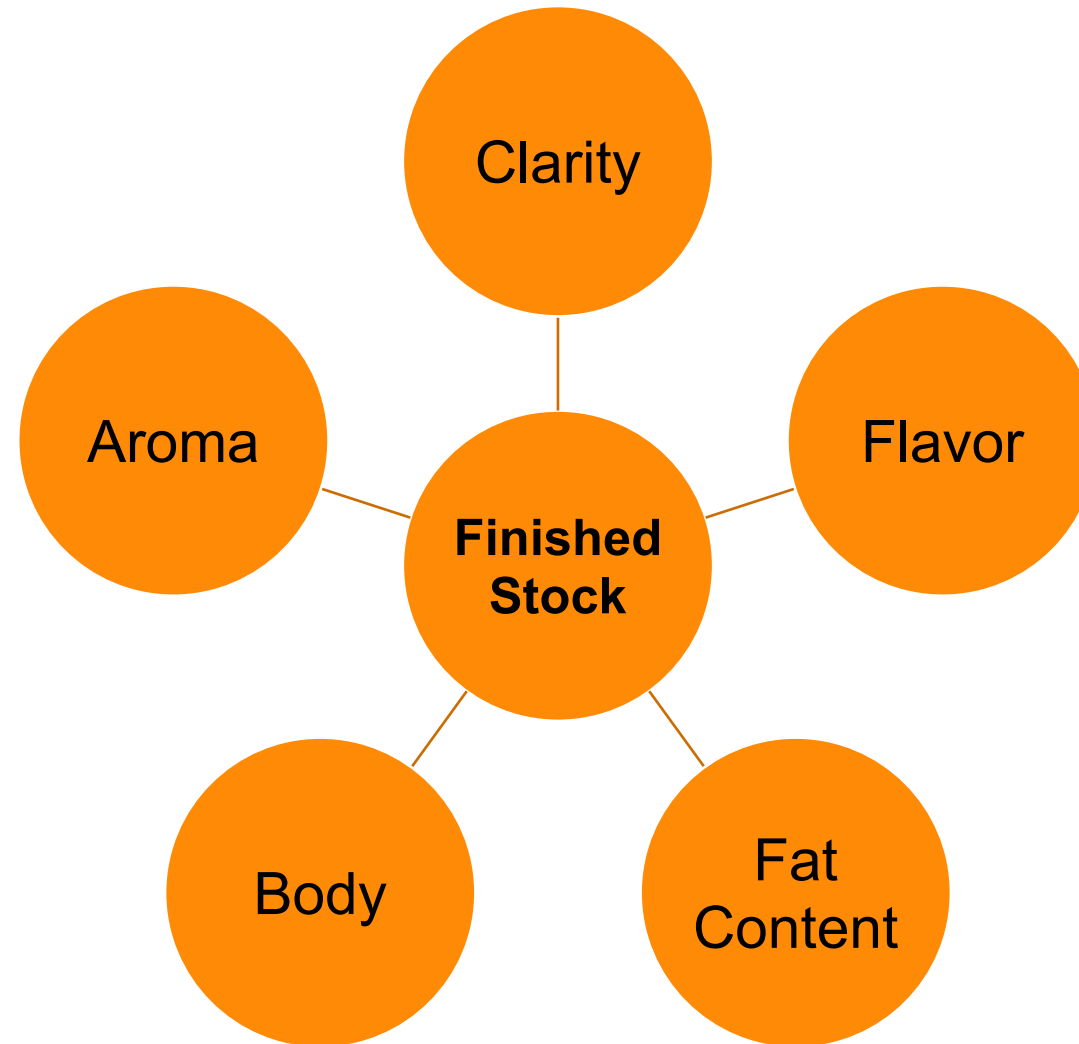 Clarity
Aroma
Flavor
Finished
Stock
Body
Fat
Content